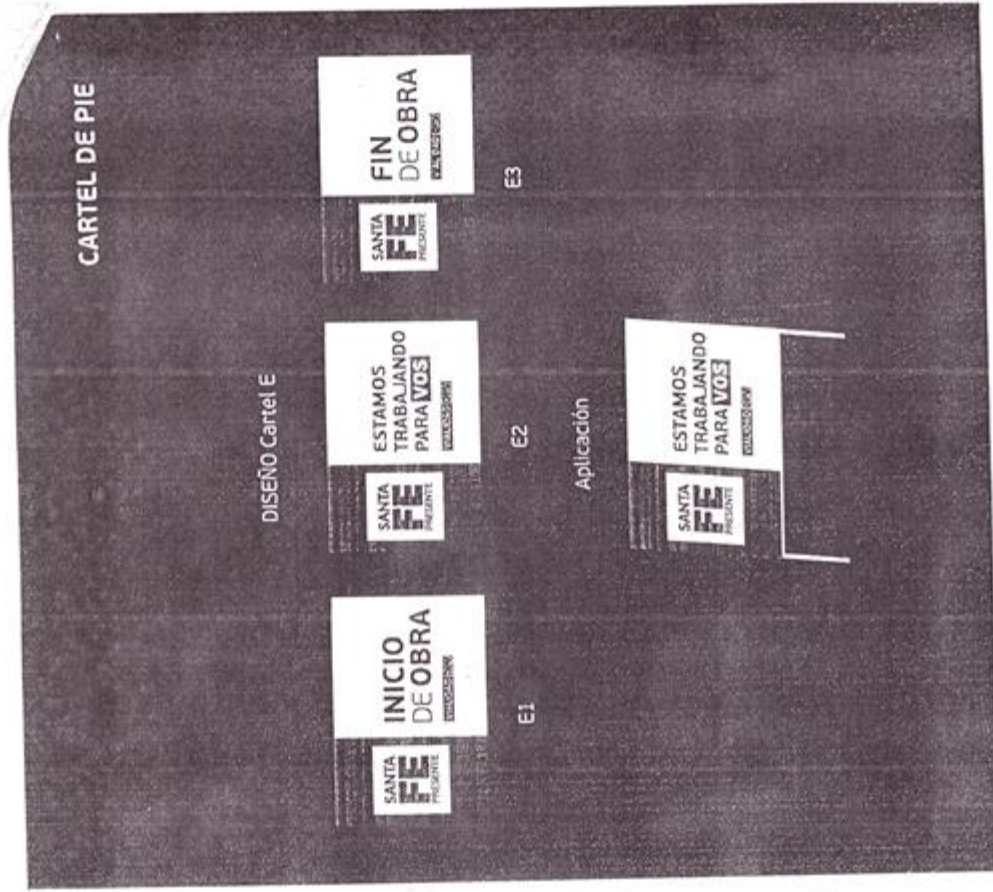 CARTEL DE PIE
DISEÑO Cartel E
SANTA
FE
PRESENTE
INICIO
DE OBRA
E1
SANTA
FE
PRESENTE
ESTAMOS
TRABAJANDO
PARA VOS
E2
SANTA
FE
PRESENTE
FIN
DE OBRA
E3
Aplicación
SANTA
FE
PRESENTE
ESTAMOS
TRABAJANDO
PARA VOS